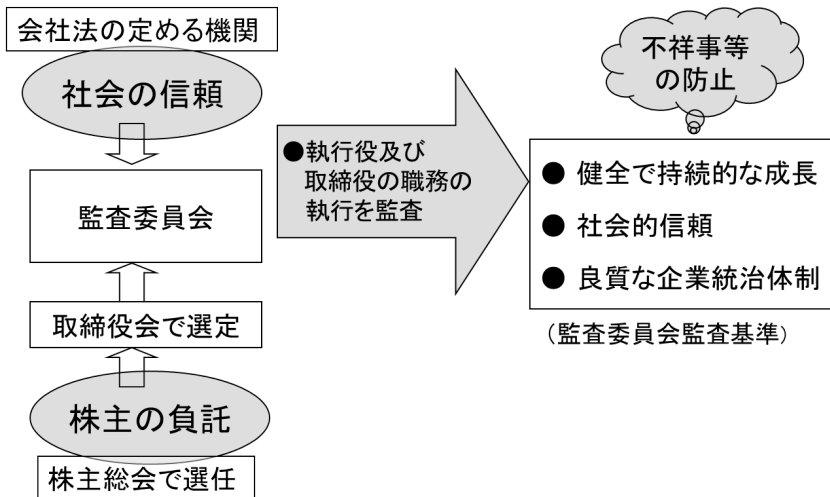 会社法の定める機関
社会の信頼
監査委員会
取締役会で選定
株主の負託
株主総会で選任
●執行役及び
取締役の職務の
執行を監査
不祥事等
の防止
● 健全で持続的な成長
● 社会的信頼
● 良質な企業統治体制
（監査委員会監査基準）